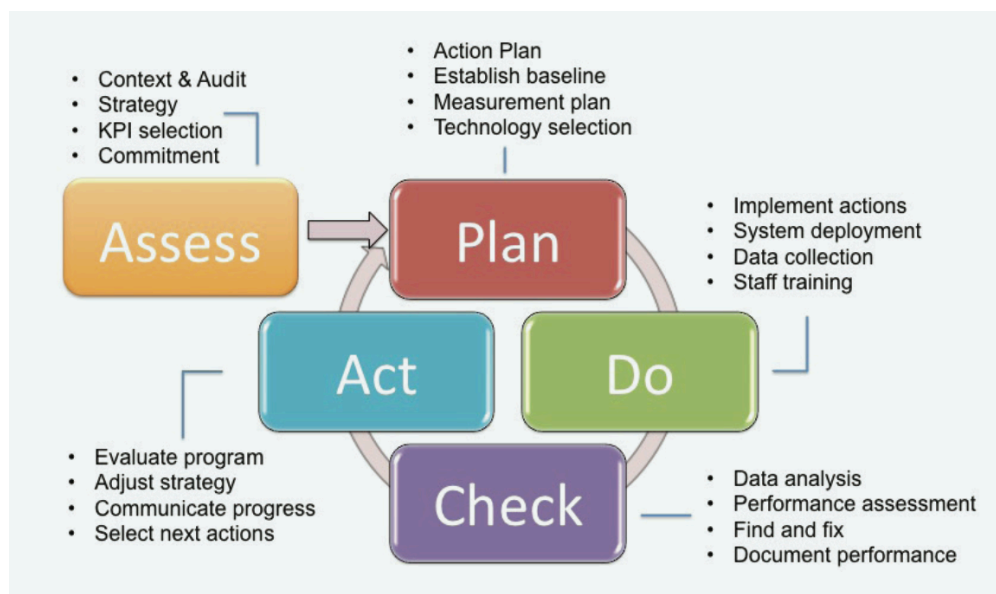 • Context & Audit
• Strategy
• KPI selection
• Commitment
Assess
• Action Plan
• Establish baseline
• Measurement plan
• Technology selection
Plan
• Implement actions
• System deployment
• Data collection
• Staff training
Do
• Data analysis
• Performance assessment
• Find and fix
• Document performance
Check
• Evaluate program
• Adjust strategy
• Communicate progress
• Select next actions
Act